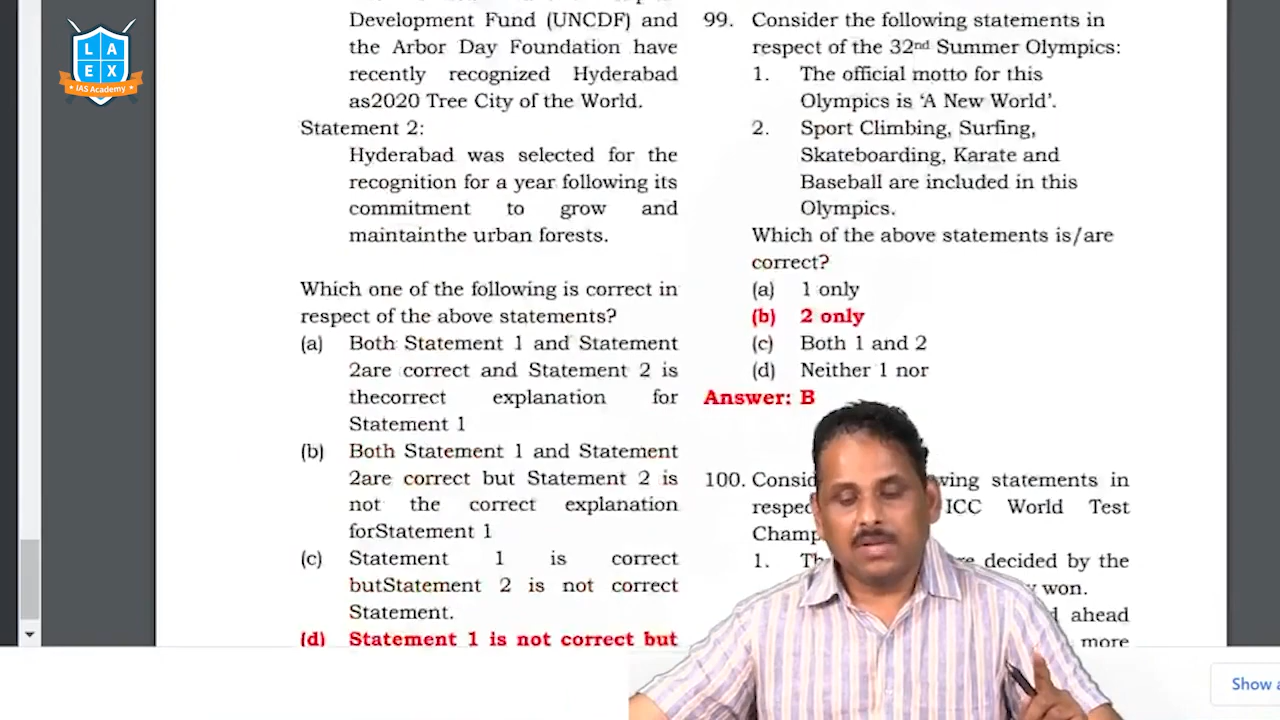 L A
E X
IAS Academy
Development Fund (UNCDF) and
the Arbor Day Foundation have
recently recognized Hyderabad
as2020 Tree City of the World.
Statement 2:
Hyderabad was selected for the
recognition for a year following its
commitment to grow and
maintainthe urban forests.
Which one of the following is correct in
respect of the above statements?
(a) Both Statement 1 and Statement
2are correct and Statement 2 is
thecorrect explanation for
Statement 1
(b) Both Statement 1 and Statement
2are correct but Statement 2 is
not the correct explanation
forStatement 1
(c) Statement 1 is correct
butStatement 2 is not correct
Statement.
(d) Statement 1 is not correct but
99. Consider the following statements in
respect of the 32nd Summer Olympics:
1. The official motto for this
Olympics is ‘A New World’.
2. Sport Climbing, Surfing,
Skateboarding, Karate and
Baseball are included in this
Olympics.
Which of the above statements is/are
correct?
(a) 1 only
(b) 2 only
(c) Both 1 and 2
(d) Neither 1 nor
Answer: B
100. statements in
ICC World Test
1. decided by the
won.
ahead
more
Show